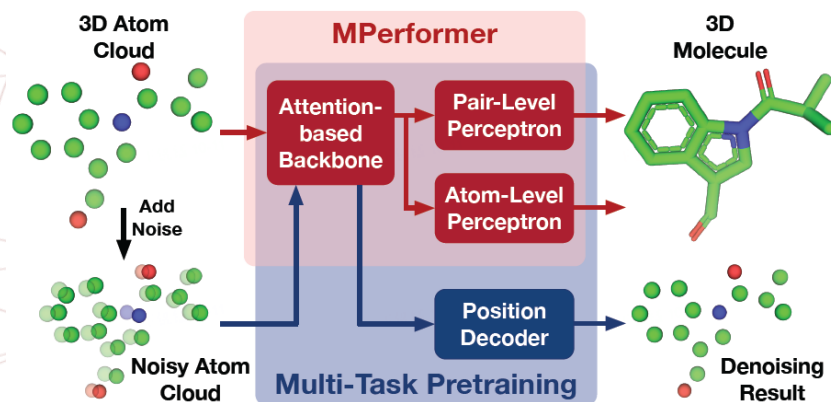 3D Atom
Cloud
MPerformer
3D
Molecule
Attention-
based
Backbone
Pair-Level
Perceptron
Atom-Level
Perceptron
Add
Noise
Position
Decoder
Noisy Atom
Cloud
Multi-Task Pretraining
Denoising
Result